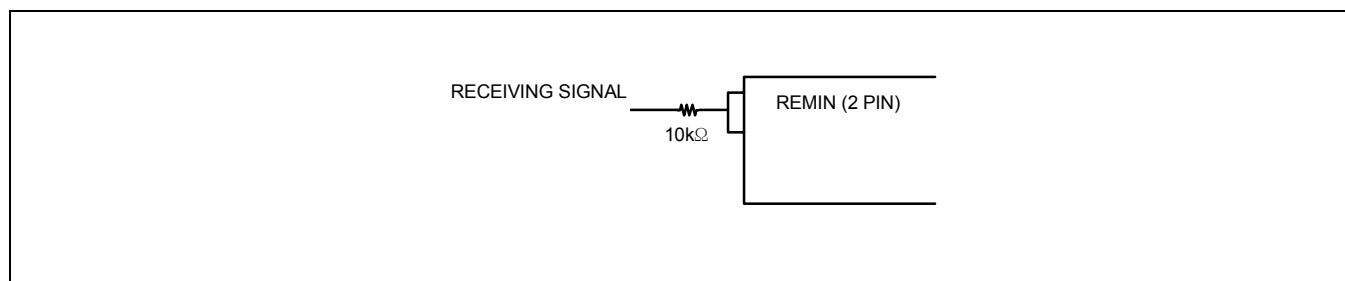 RECEIVING SIGNAL
REMIN (2 PIN)
10kΩ